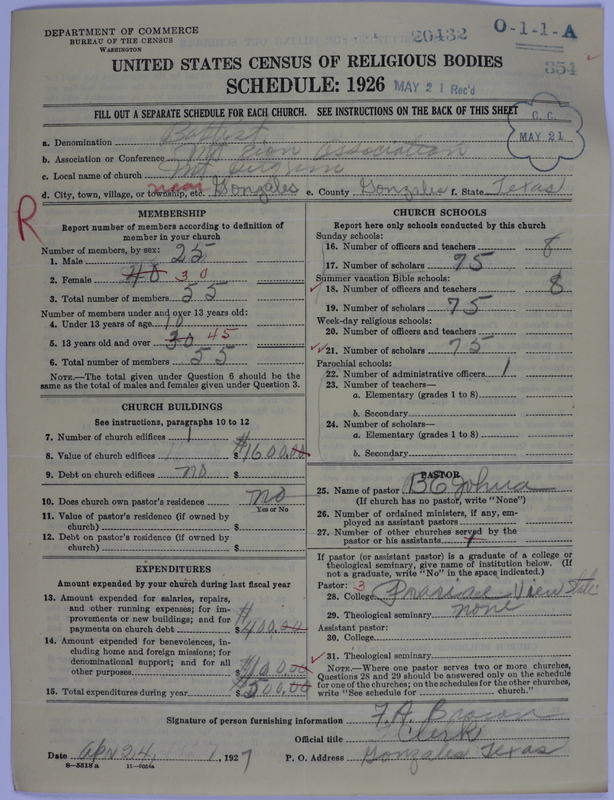 DEPARTMENT OF COMMERCE
BUREAU OF THE CENSUS
WASHINGTON
20432
O-1-1-A
354
UNITED STATES CENSUS OF RELIGIOUS BODIES
SCHEDULE: 1926
MAY 21 Rec'd
FILL OUT A SEPARATE SCHEDULE FOR EACH CHURCH. SEE INSTRUCTIONS ON THE BACK OF THIS SHEET
C. C.
MAY 21
a. Denomination Baptist
b. Association or Conference Mt. Zion association
c. Local name of church Mt.
d. City, town, village, or township, etc. near Gonzales e. County Gonzales f. State Texas
R
MEMBERSHIP
Report number of members according to definition of member in your church
Number of members, by sex:
1. Male 25
2. Female 40 30
3. Total number of members 55
Number of members under and over 13 years old:
4. Under 13 years of age 10
5. 13 years old and over 30 45
6. Total number of members 55
NOTE.—The total given under Question 6 should be the same as the total of males and females given under Question 3.
CHURCH BUILDINGS
See instructions, paragraphs 10 to 12
7. Number of church edifices 1
8. Value of church edifices $ $1600.00
9. Debt on church edifices no $
10. Does church own pastor's residence no
Yes or No
11. Value of pastor's residence (if owned by church) $
12. Debt on pastor's residence (if owned by church) $
EXPENDITURES
Amount expended by your church during last fiscal year
13. Amount expended for salaries, repairs, and other running expenses; for improvements or new buildings; and for payments on church debt $ $400.00
14. Amount expended for benevolences, including home and foreign missions; for denominational support; and for all other purposes $ $100.00
15. Total expenditures during year $ $500.00
CHURCH SCHOOLS
Report here only schools conducted by this church
Sunday schools:
16. Number of officers and teachers 8
17. Number of scholars 75
Summer vacation Bible schools:
18. Number of officers and teachers 8
19. Number of scholars 75
Week-day religious schools:
20. Number of officers and teachers
21. Number of scholars 75
Parochial schools:
22. Number of administrative officers 1
23. Number of teachers—
a. Elementary (grades 1 to 8)
b. Secondary
24. Number of scholars—
a. Elementary (grades 1 to 8)
b. Secondary
PASTOR
25. Name of pastor
(If church has no pastor, write "None")
26. Number of ordained ministers, if any, employed as assistant pastors
27. Number of other churches served by the pastor or his assistants 1
If pastor (or assistant pastor) is a graduate of a college or theological seminary, give name of institution below. (If not a graduate, write "No" in the space indicated.)
Pastor: 3
28. College Prairiae View State
29. Theological seminary none
Assistant pastor:
30. College
31. Theological seminary
NOTE.—Where one pastor serves two or more churches, Questions 28 and 29 should be answered only on the schedule for one of the churches; on the schedules for the other churches, write "See schedule for church."
Signature of person furnishing information F. A. Brown
Official title Clerk
Date Apr 24, 1927 P. O. Address Gonzales Texas
8—5518 a 11—9054a